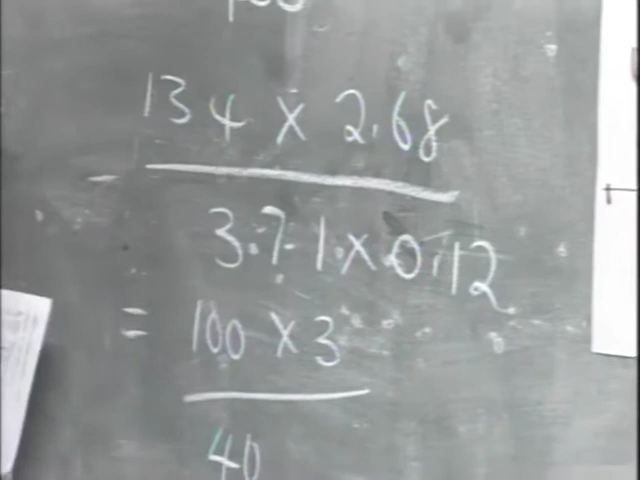 134 × 2.68
3.71 × 0.12
= 100 × 3
40